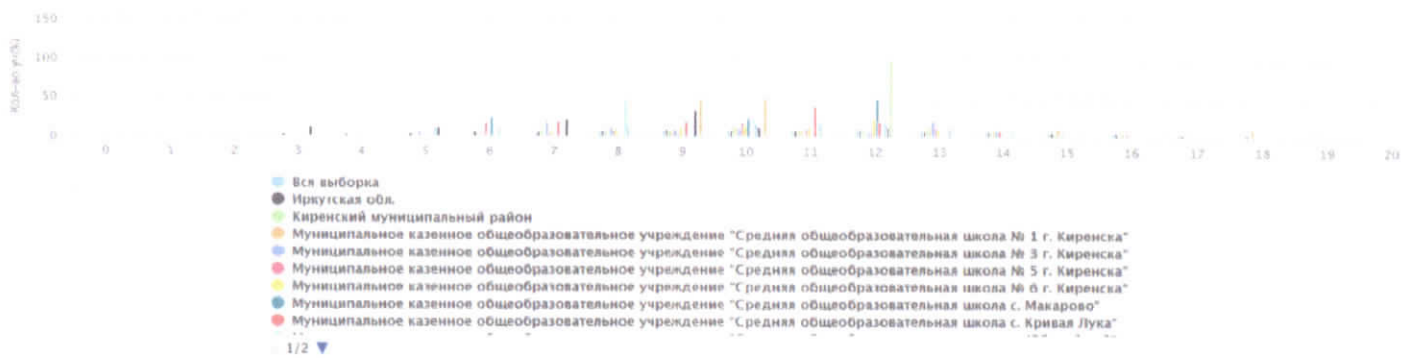 150
100
50
0
Кол-во уч(%)
0 1 2 3 4 5 6 7 8 9 10 11 12 13 14 15 16 17 18 19 20
Вся выборка
Иркутская обл.
Киренский муниципальный район
Муниципальное казенное общеобразовательное учреждение "Средняя общеобразовательная школа № 1 г. Киренска"
Муниципальное казенное общеобразовательное учреждение "Средняя общеобразовательная школа № 3 г. Киренска"
Муниципальное казенное общеобразовательное учреждение "Средняя общеобразовательная школа № 5 г. Киренска"
Муниципальное казенное общеобразовательное учреждение "Средняя общеобразовательная школа № 6 г. Киренска"
Муниципальное казенное общеобразовательное учреждение "Средняя общеобразовательная школа с. Макарово"
Муниципальное казенное общеобразовательное учреждение "Средняя общеобразовательная школа с. Кривая Лука"
1/2